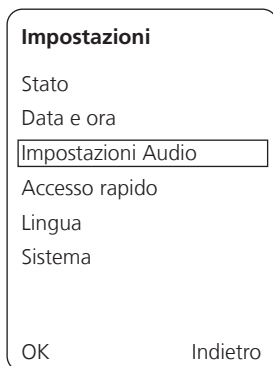 Impostazioni
Stato
Data e ora
Impostazioni Audio
Accesso rapido
Lingua
Sistema
OK Indietro